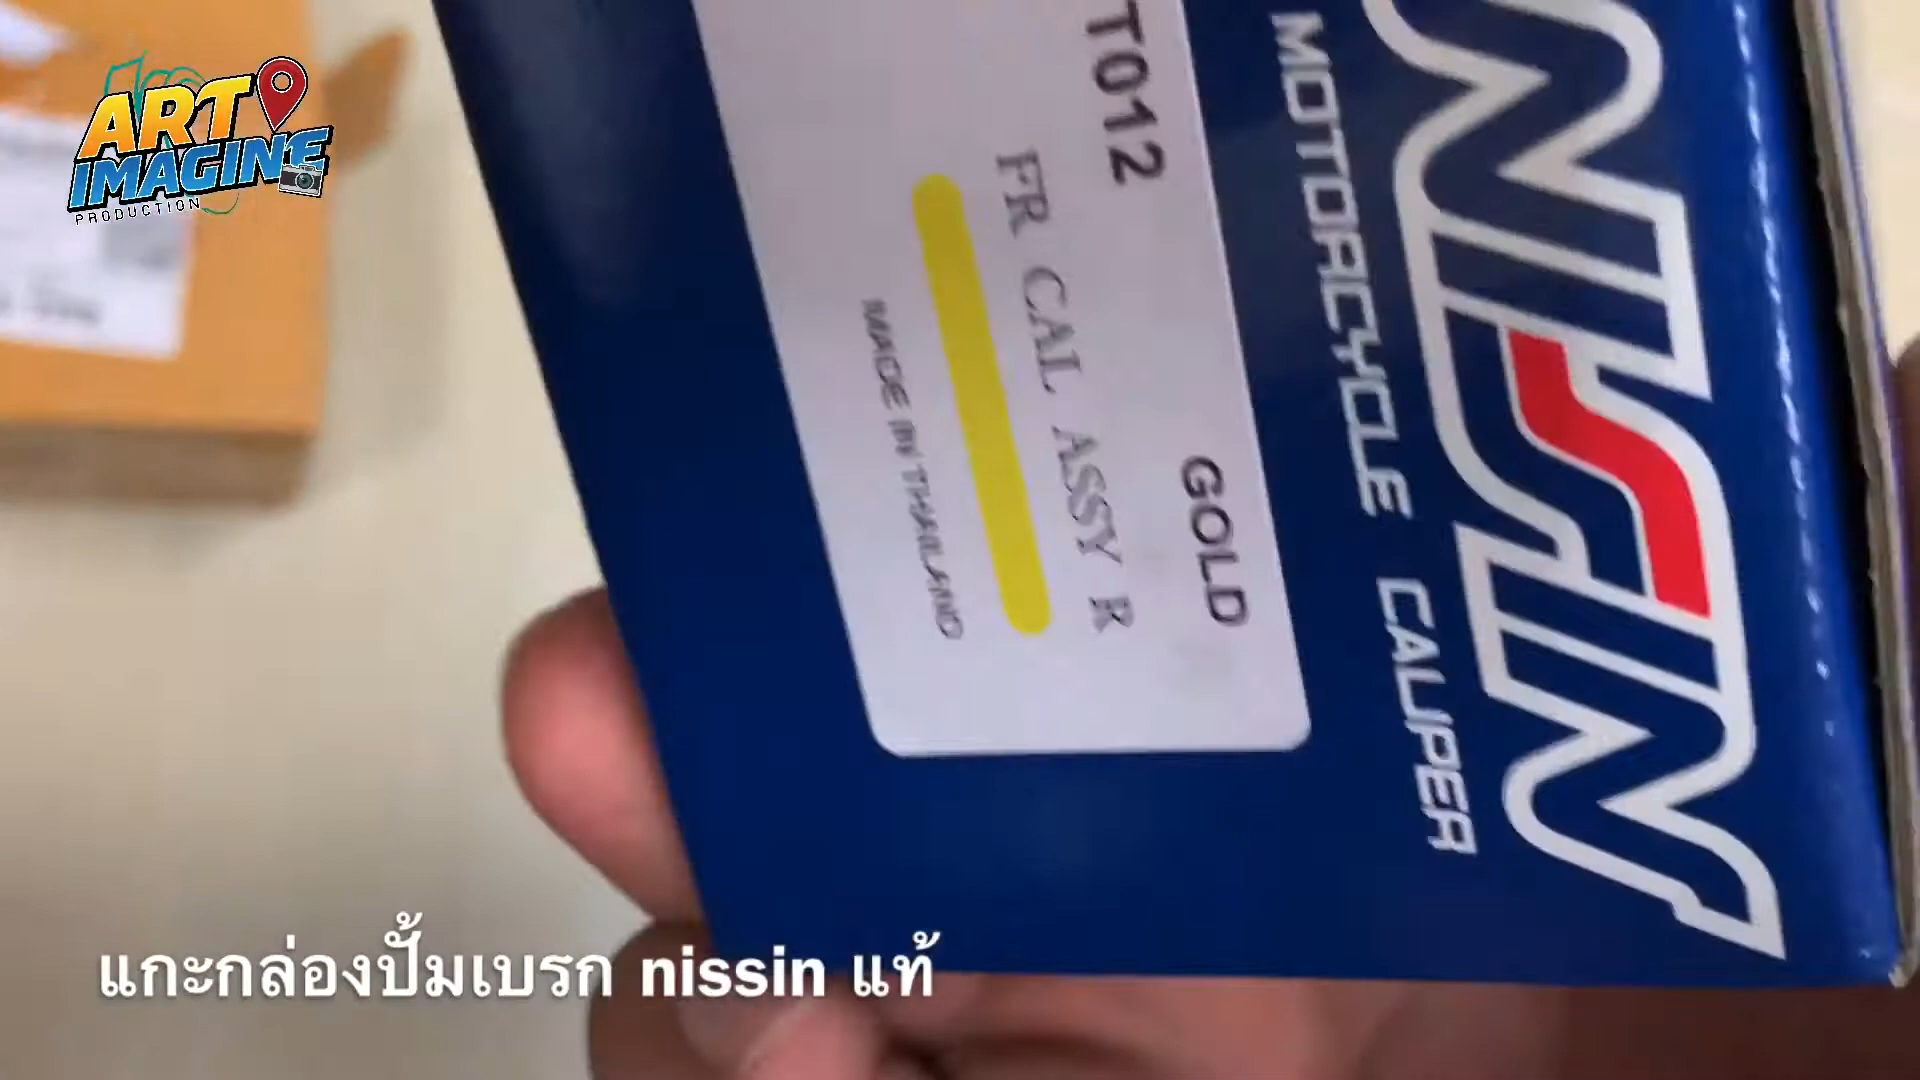 ART
IMAGINE
PRODUCTION
NISSIN
MOTORCYCLE CALIPER
T012
GOLD
FR CAL ASSY R
MADE IN THAILAND
แกะกล่องปั้มเบรก nissin แท้